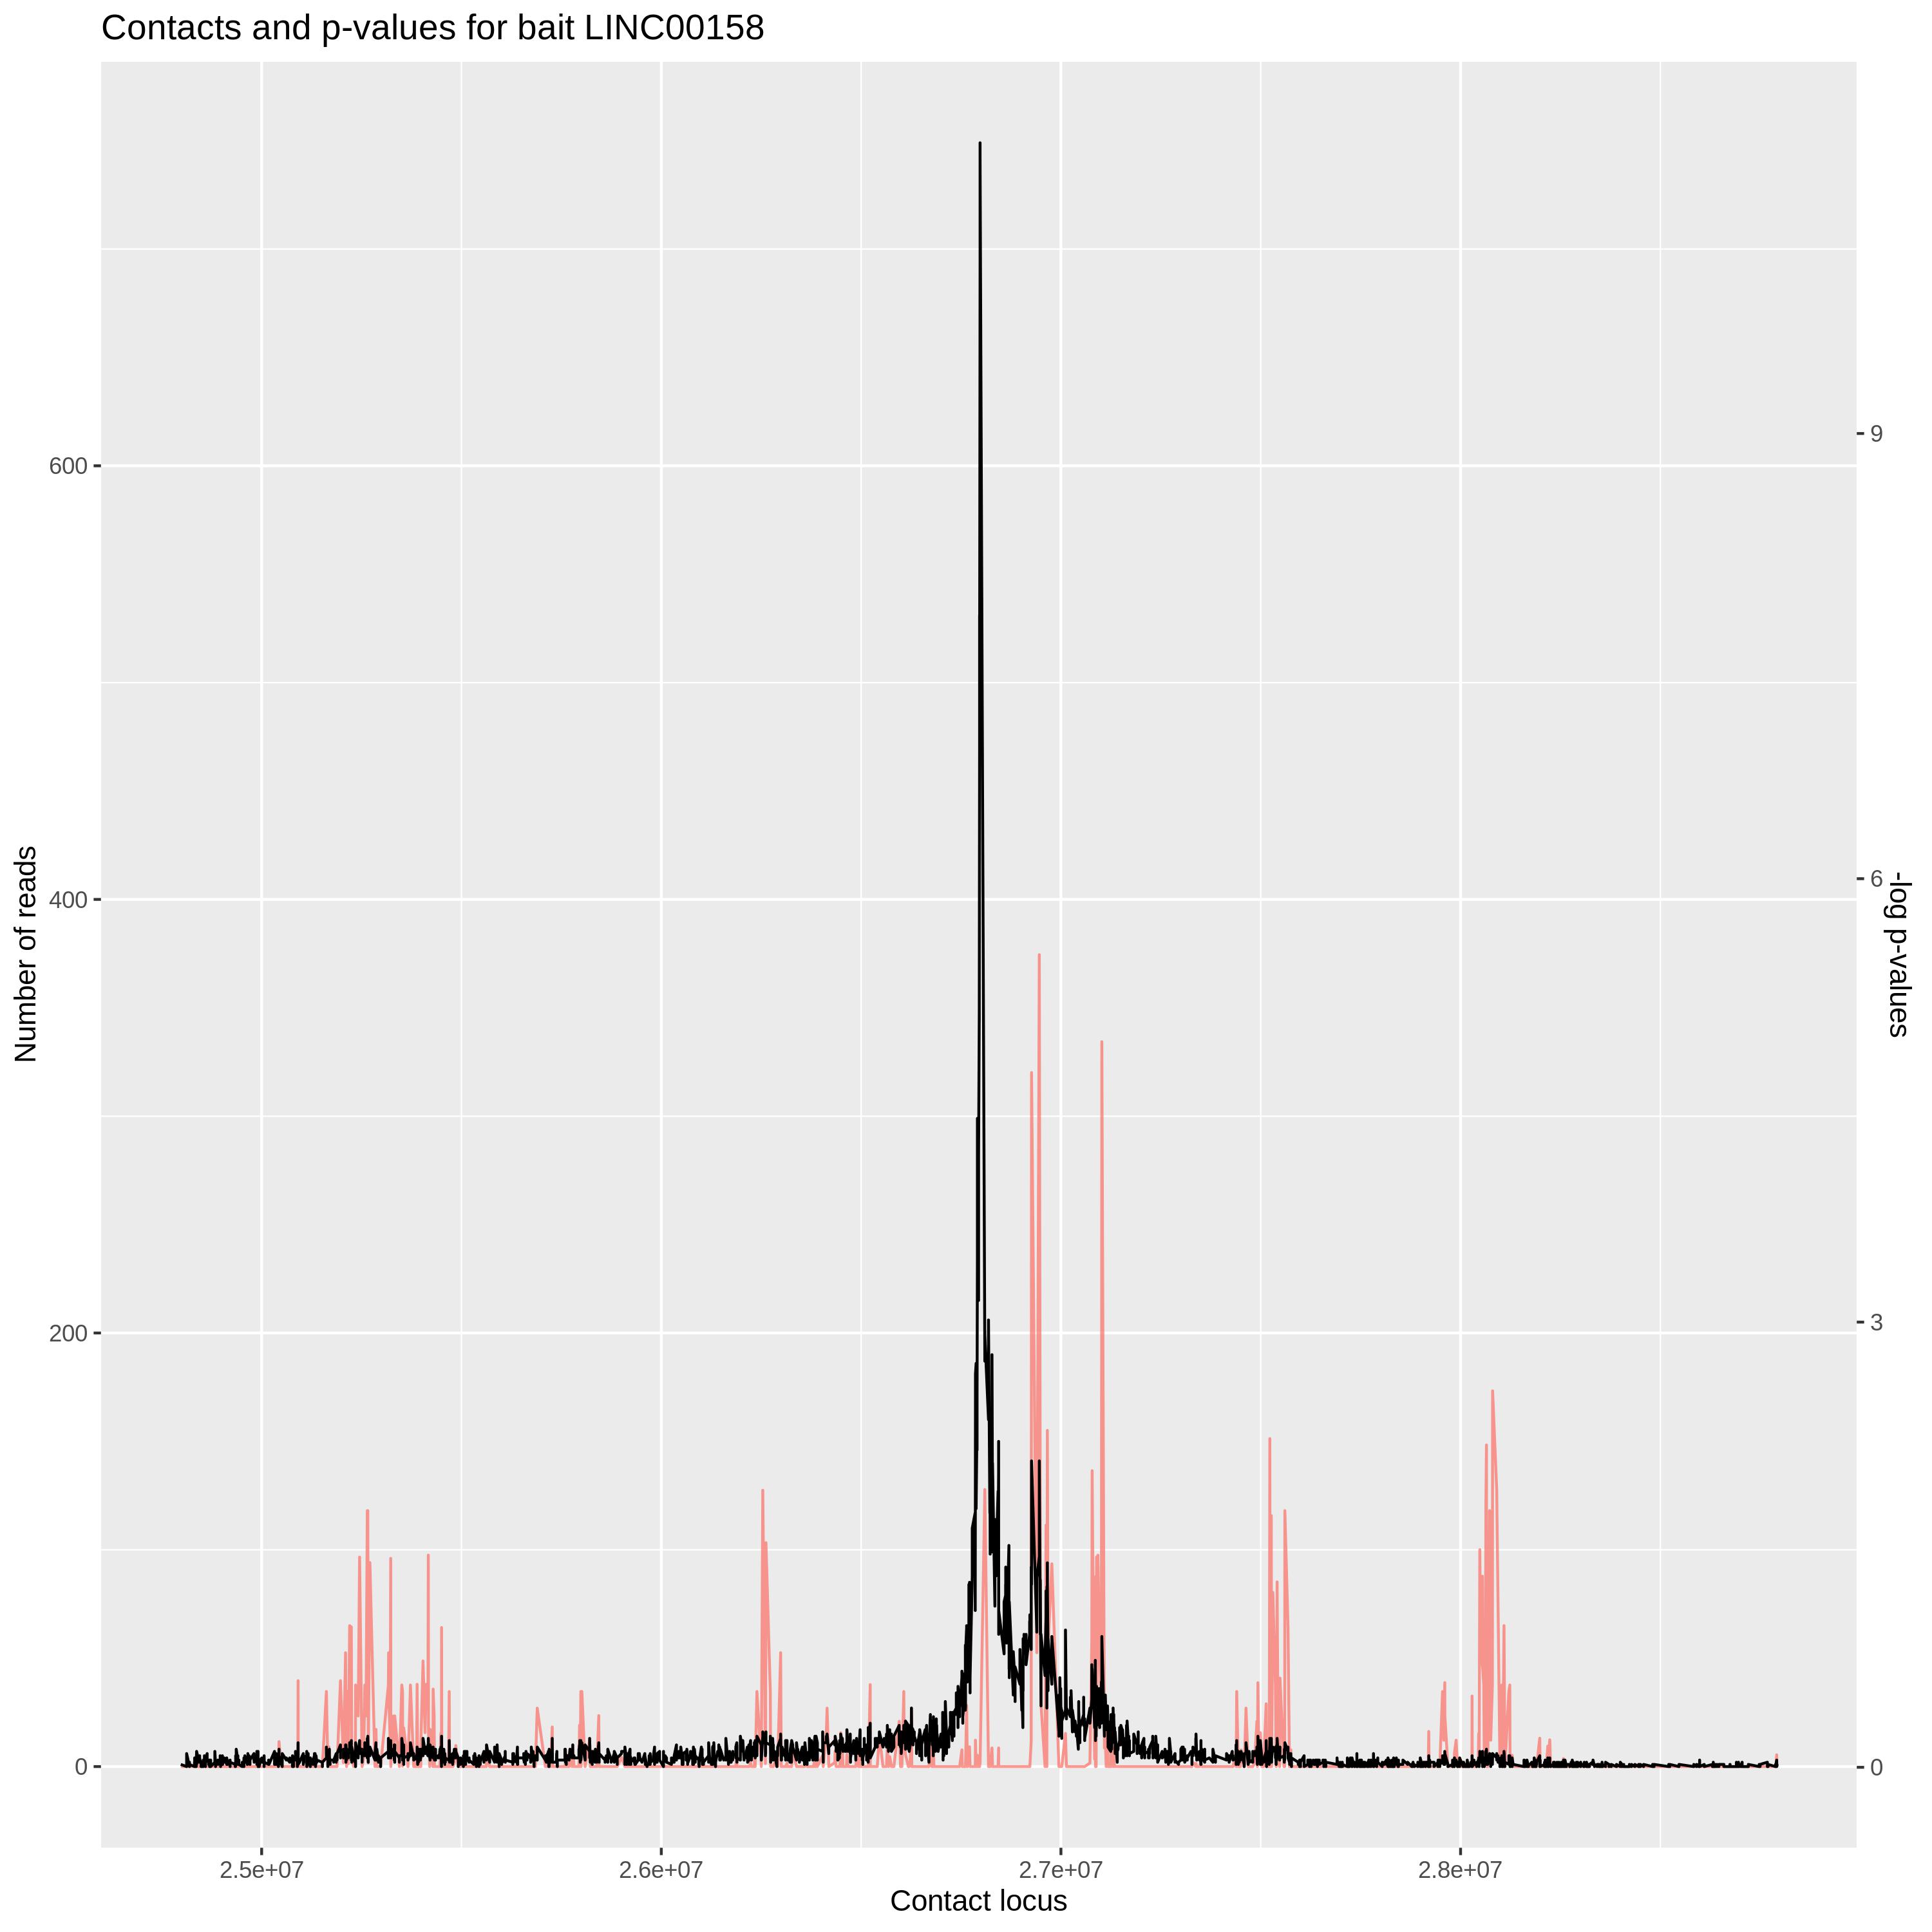 Contacts and p-values for bait LINC00158
Number of reads
600
400
200
0
9
6
3
0
-log p-values
2.5e+07 2.6e+07 2.7e+07 2.8e+07
Contact locus